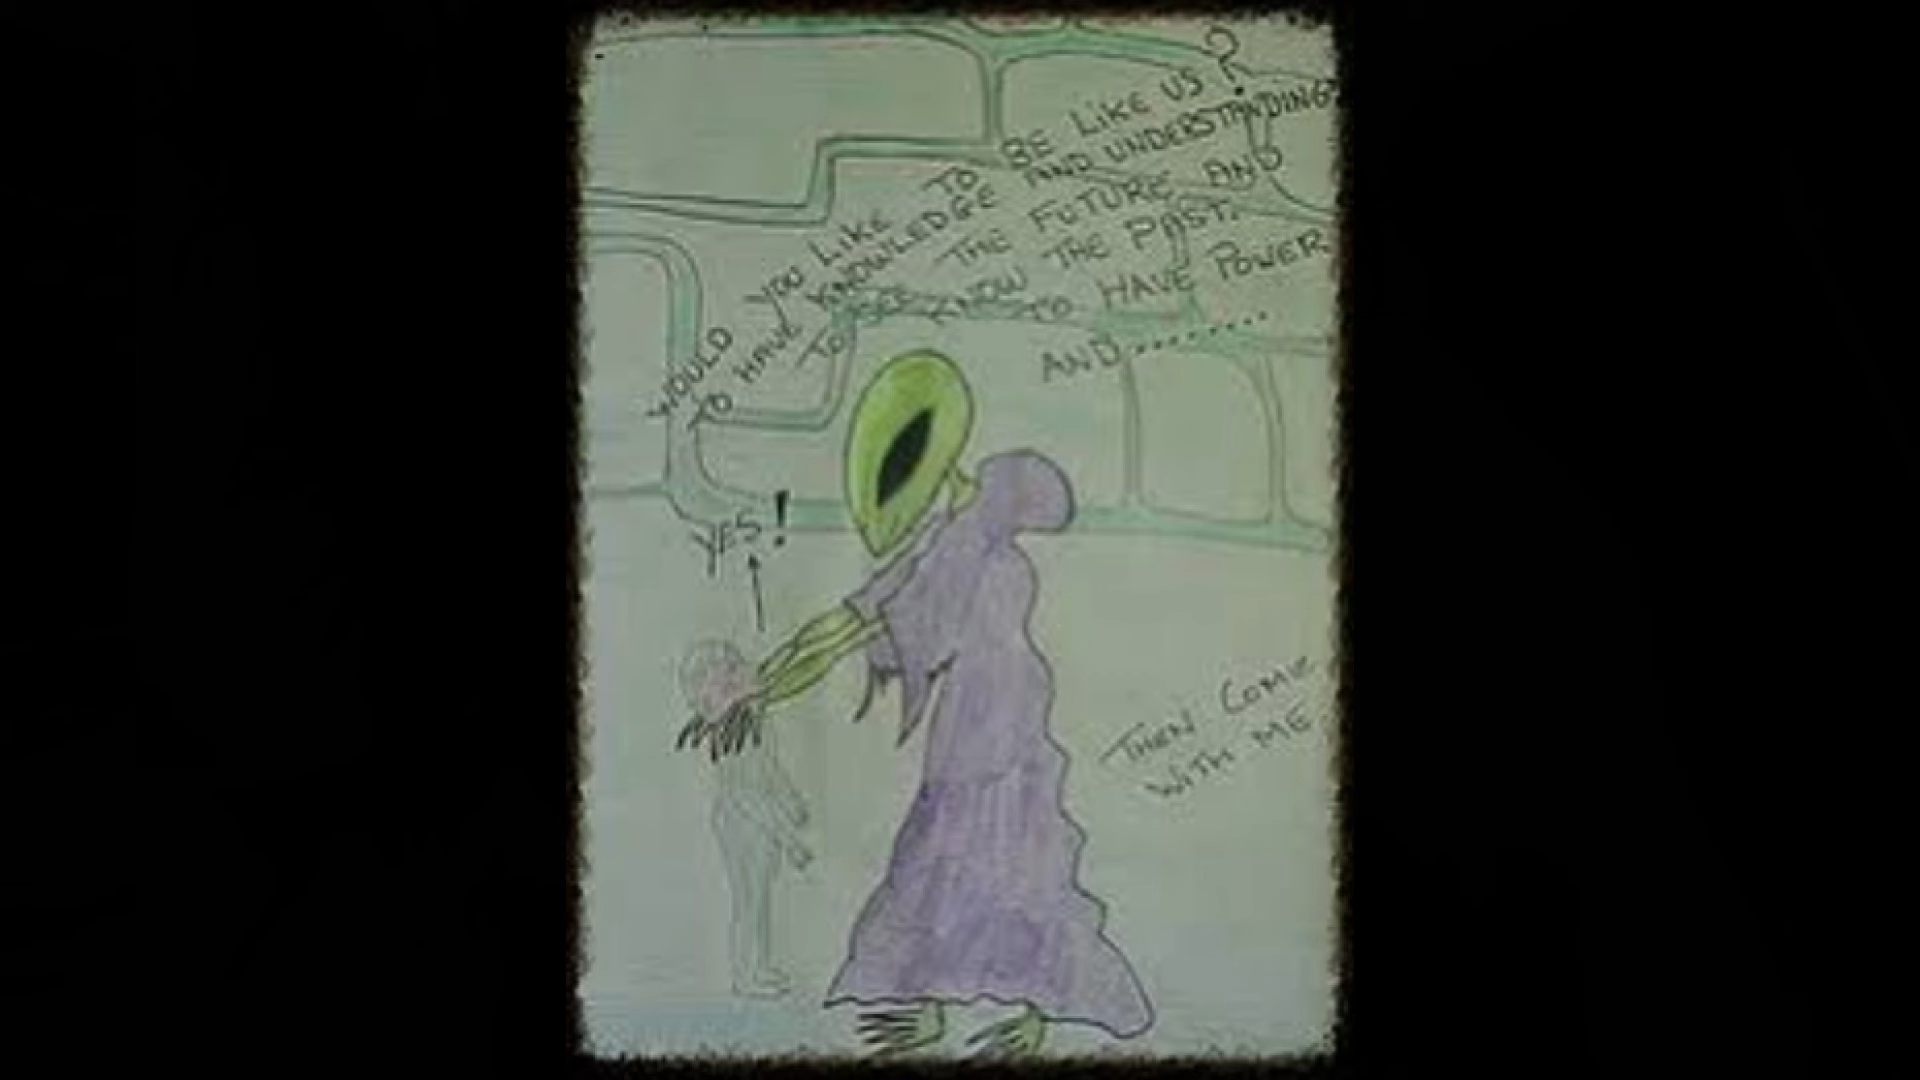 WOULD YOU LIKE TO BE LIKE US?
TO HAVE KNOWLEDGE AND UNDERSTANDING
TO SEE THE FUTURE AND
KNOW THE PAST.
TO HAVE POWER
AND........
YES!
THEN COME
WITH ME